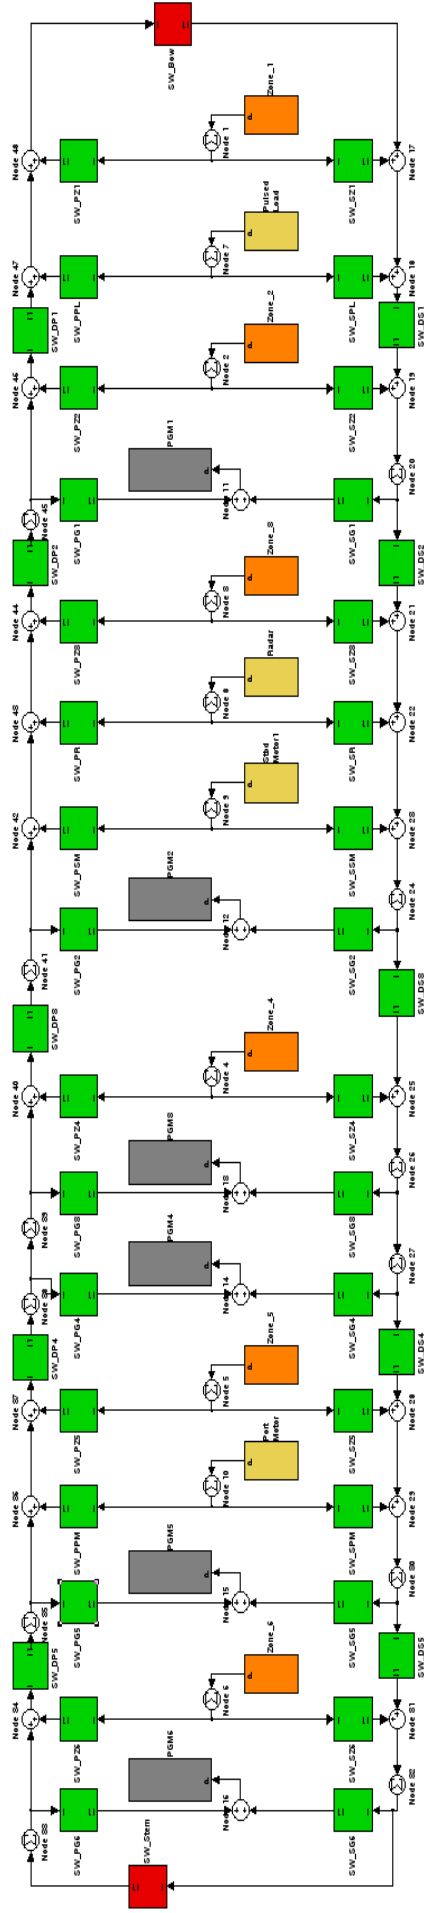 SW_Bow
Zone_1
Node 48
SW_PZ1
Node 1
SW_SZ1
Node 17
Pulsed
Load
Node 47
SW_PPL
Node 7
SW_SPL
Node 18
SW_DP1
SW_DS1
Zone_2
Node 46
SW_PZ2
Node 2
SW_SZ2
Node 19
PGM1
Node 45
SW_PG1
Node 11
SW_SG1
Node 20
SW_DP2
SW_DS2
Zone_3
Node 44
SW_PZ3
Node 3
SW_SZ3
Node 21
Radar
Node 43
SW_PR
Node 8
SW_SR
Node 22
Stbd
Motor1
Node 42
SW_PSM
Node 9
SW_SSM
Node 23
PGM2
Node 41
SW_PG2
Node 12
SW_SG2
Node 24
SW_DP3
SW_DS3
Zone_4
Node 40
SW_PZ4
Node 4
SW_SZ4
Node 25
PGM3
Node 39
SW_PG3
Node 13
SW_SG3
Node 26
PGM4
Node 38
SW_PG4
Node 14
SW_SG4
Node 27
SW_DP4
SW_DS4
Zone_5
Node 37
SW_PZ5
Node 5
SW_SZ5
Node 28
Port
Motor
Node 36
SW_PPM
Node 10
SW_SPM
Node 29
PGM5
Node 35
SW_PG5
Node 15
SW_SG5
Node 30
SW_DP5
SW_DS5
Zone_6
Node 34
SW_PZ6
Node 6
SW_SZ6
Node 31
PGM6
Node 33
SW_PG6
Node 16
SW_SG6
Node 32
SW_Stern